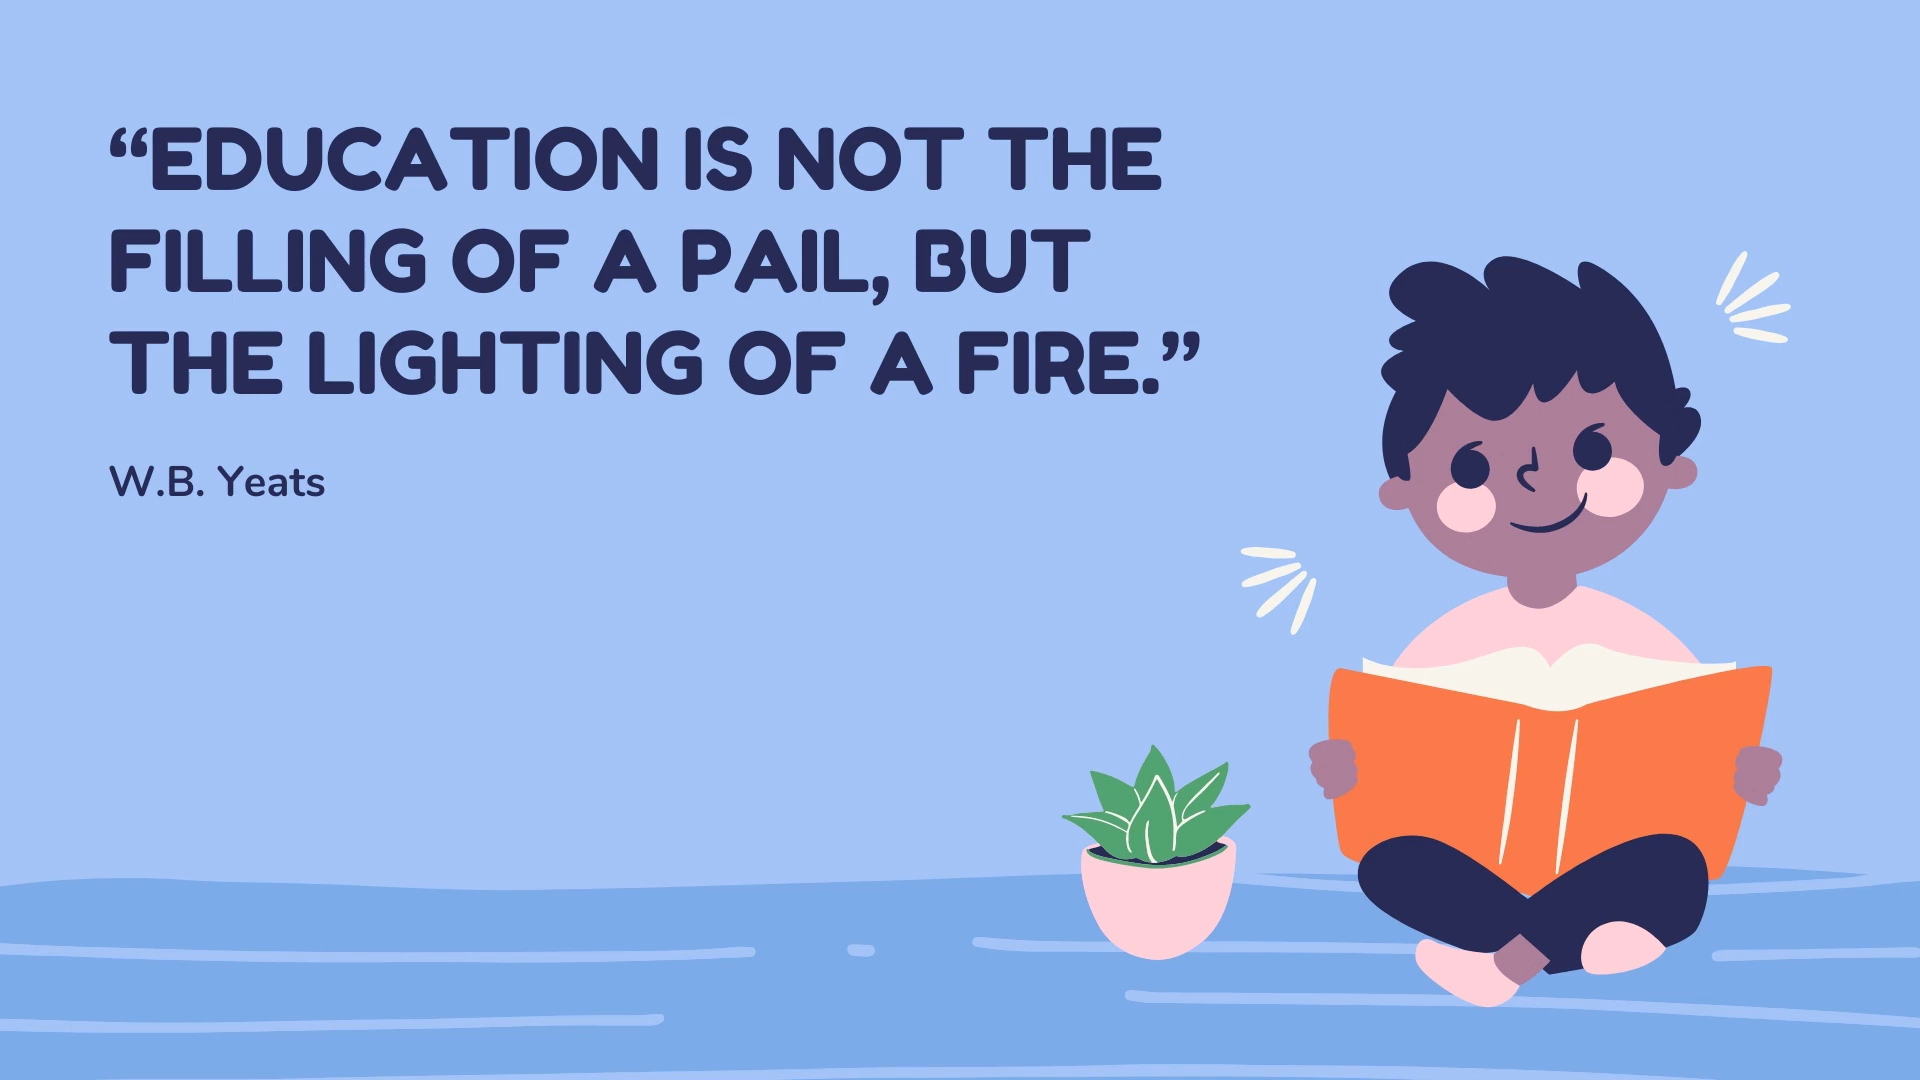 “EDUCATION IS NOT THE
FILLING OF A PAIL, BUT
THE LIGHTING OF A FIRE.”
W.B. Yeats